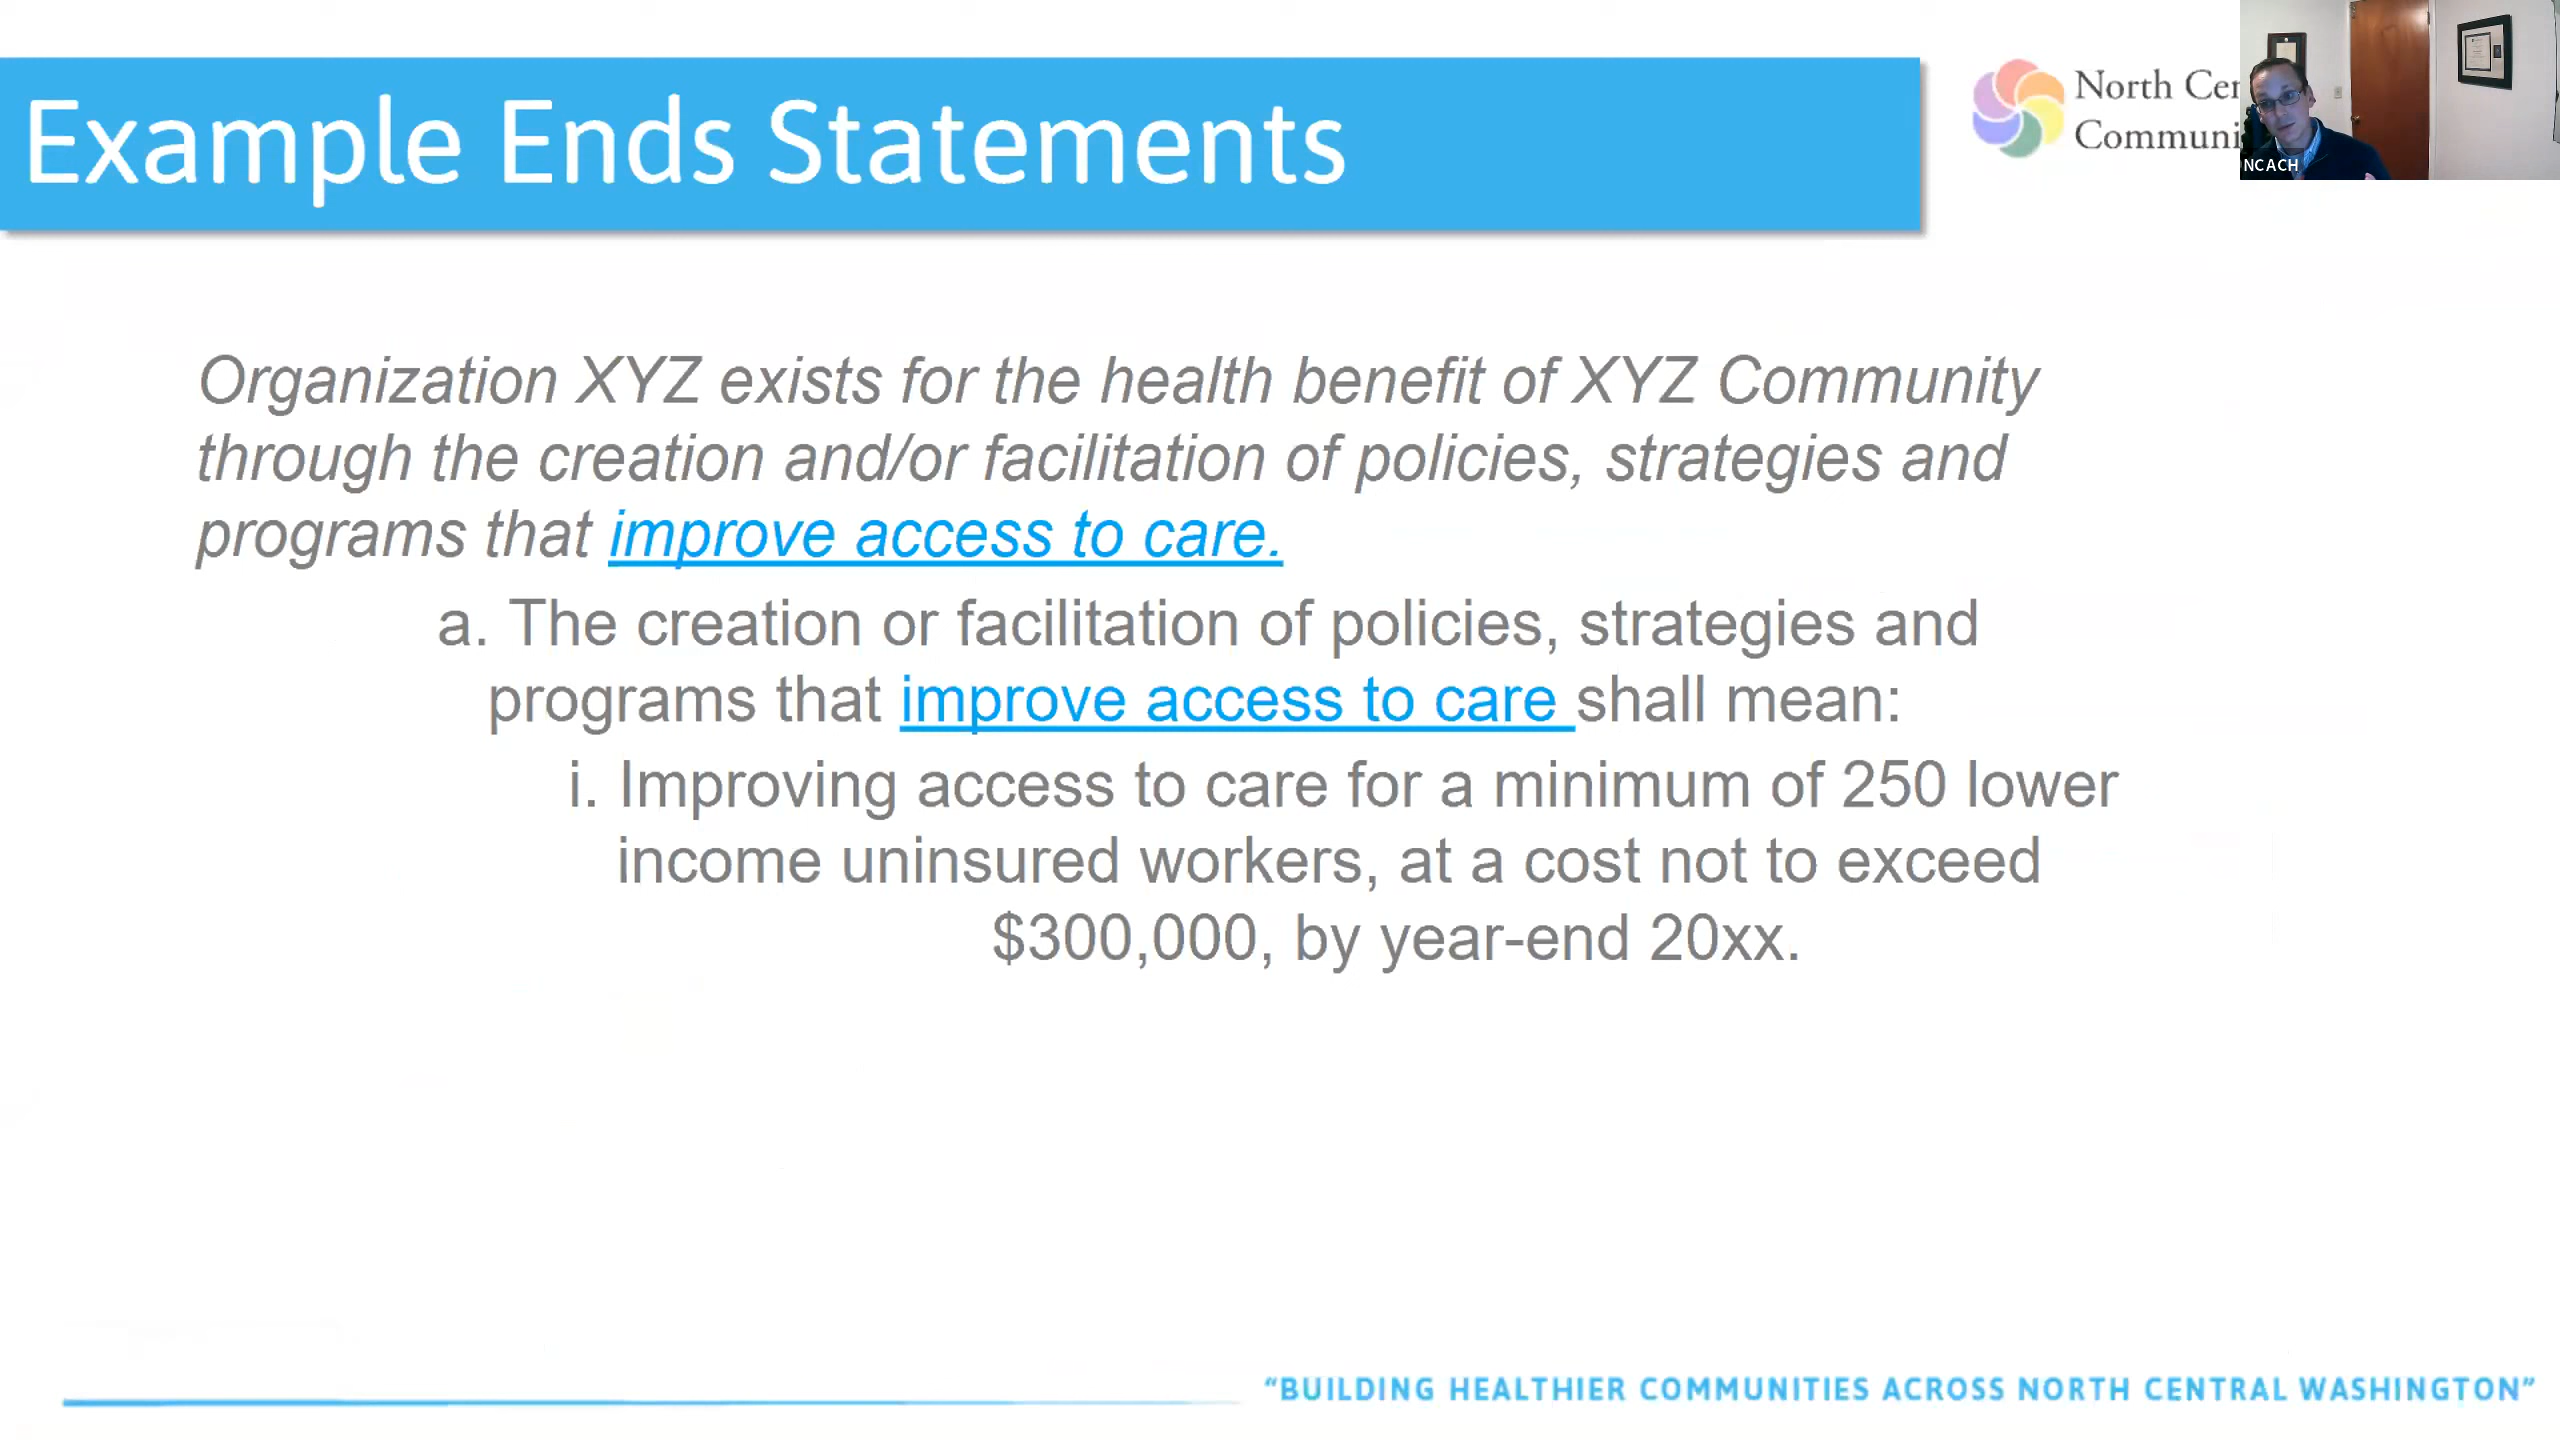 Example Ends Statements
North Cen
Communi
NCACH
Organization XYZ exists for the health benefit of XYZ Community
through the creation and/or facilitation of policies, strategies and
programs that improve access to care.
a. The creation or facilitation of policies, strategies and
programs that improve access to care shall mean:
i. Improving access to care for a minimum of 250 lower
income uninsured workers, at a cost not to exceed
$300,000, by year-end 20xx.
“BUILDING HEALTHIER COMMUNITIES ACROSS NORTH CENTRAL WASHINGTON”